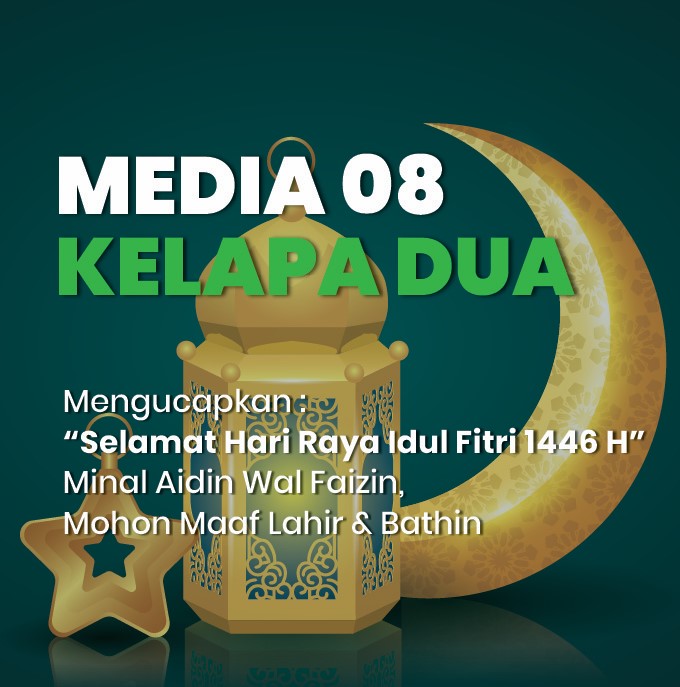 MEDIA 08
KELAPA DUA
Mengucapkan :
“Selamat Hari Raya Idul Fitri 1446 H”
Minal Aidin Wal Faizin,
Mohon Maaf Lahir & Bathin